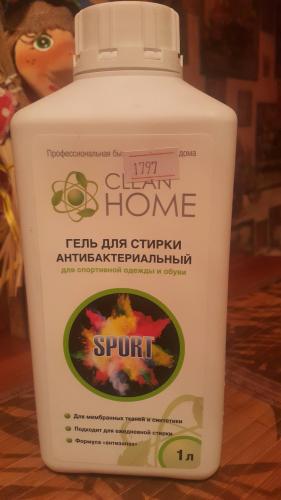 Профессиональная бы дома
1797
CLEAN
HOME
ГЕЛЬ ДЛЯ СТИРКИ
АНТИБАКТЕРИАЛЬНЫЙ
для спортивной одежды и обуви
SPORT
Для мембранных тканей и синтетики
Подходит для ежедневной стирки
Формула «антизапах»
1 л